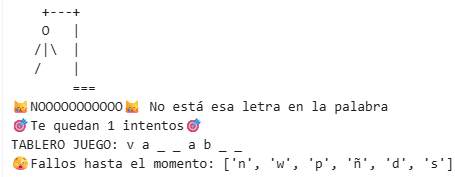 +---+
O   |
/|\  |
/    |
===
😹NOOOOOOOOOOO😹 No está esa letra en la palabra
🎯Te quedan 1 intentos🎯
TABLERO JUEGO: v a _ _ a b _ _
😵Fallos hasta el momento: ['n', 'w', 'p', 'ñ', 'd', 's']